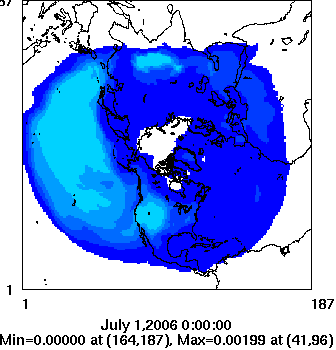 1
1
187
July 1,2006 0:00:00
Min=0.00000 at (164,187), Max=0.00199 at (41,96)